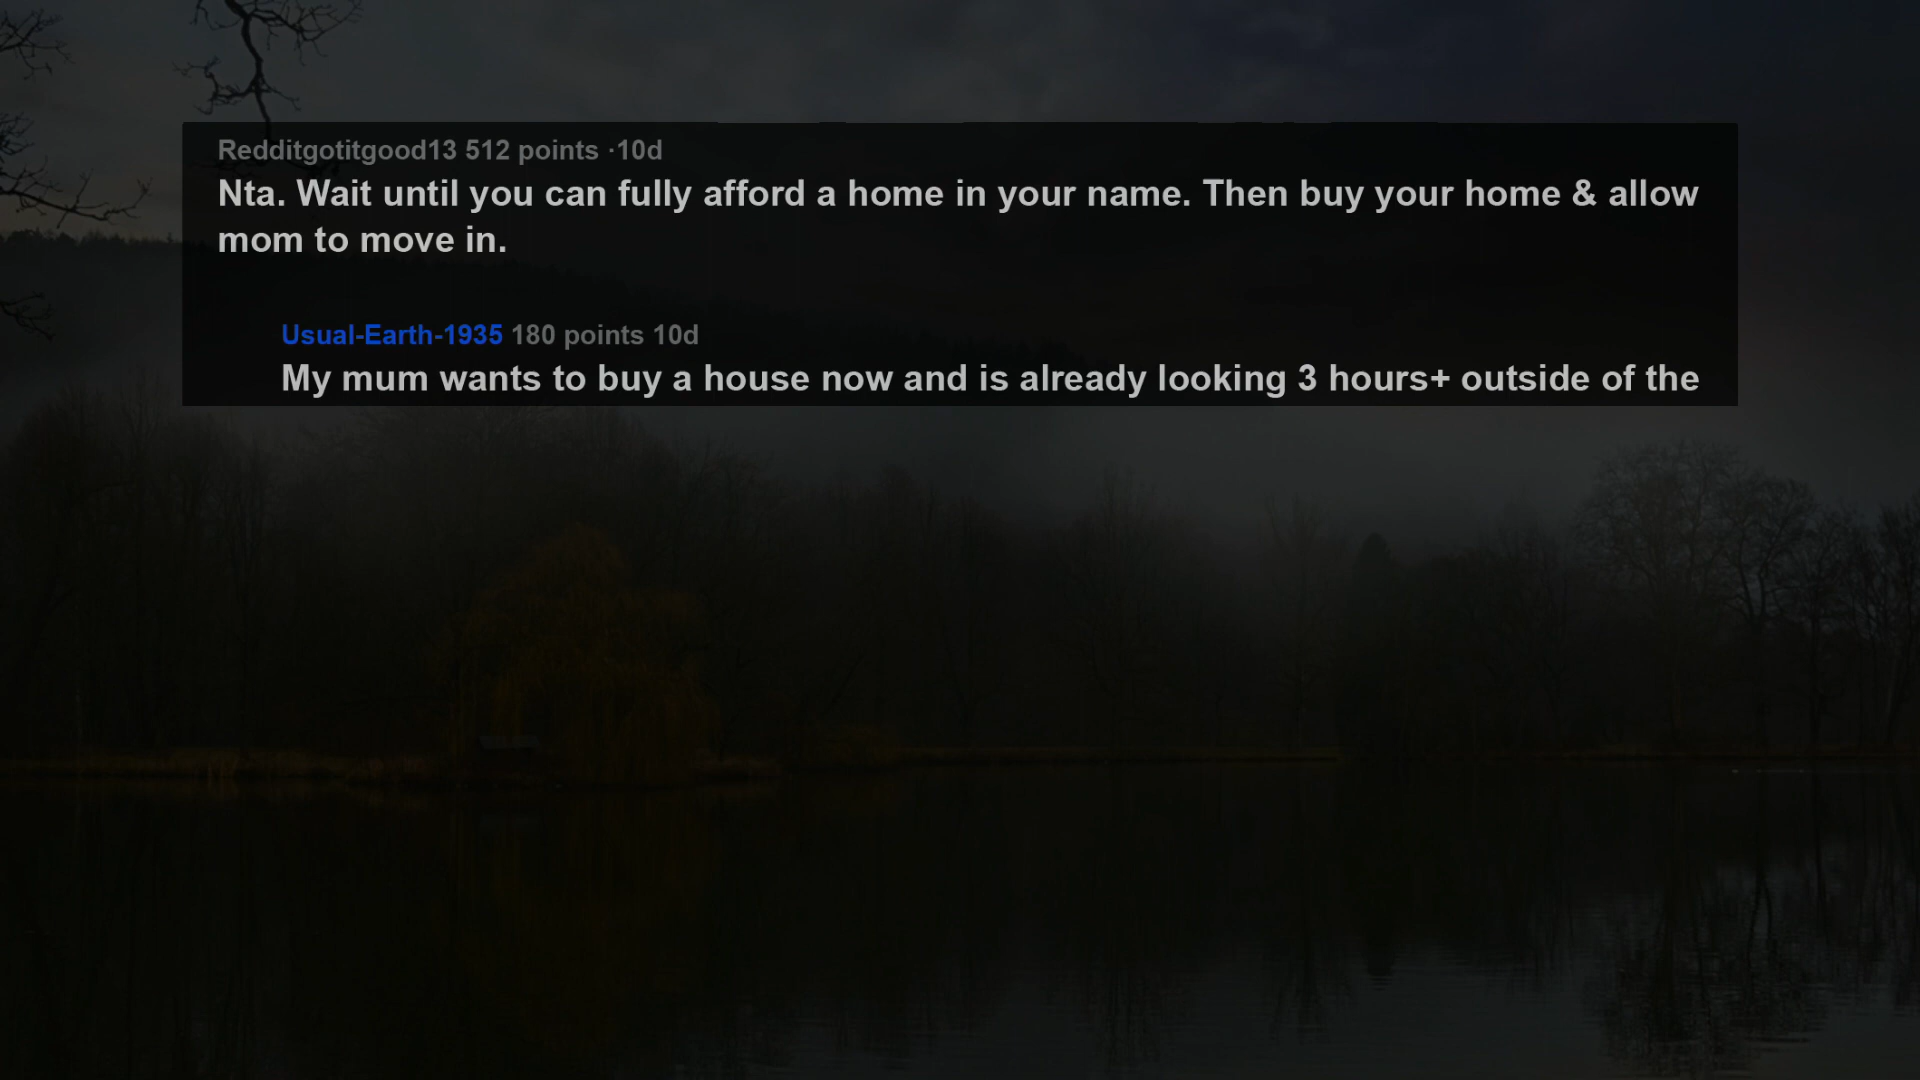 Redditgotitgood13 512 points ·10d
Nta. Wait until you can fully afford a home in your name. Then buy your home & allow
mom to move in.
Usual-Earth-1935 180 points 10d
My mum wants to buy a house now and is already looking 3 hours+ outside of the